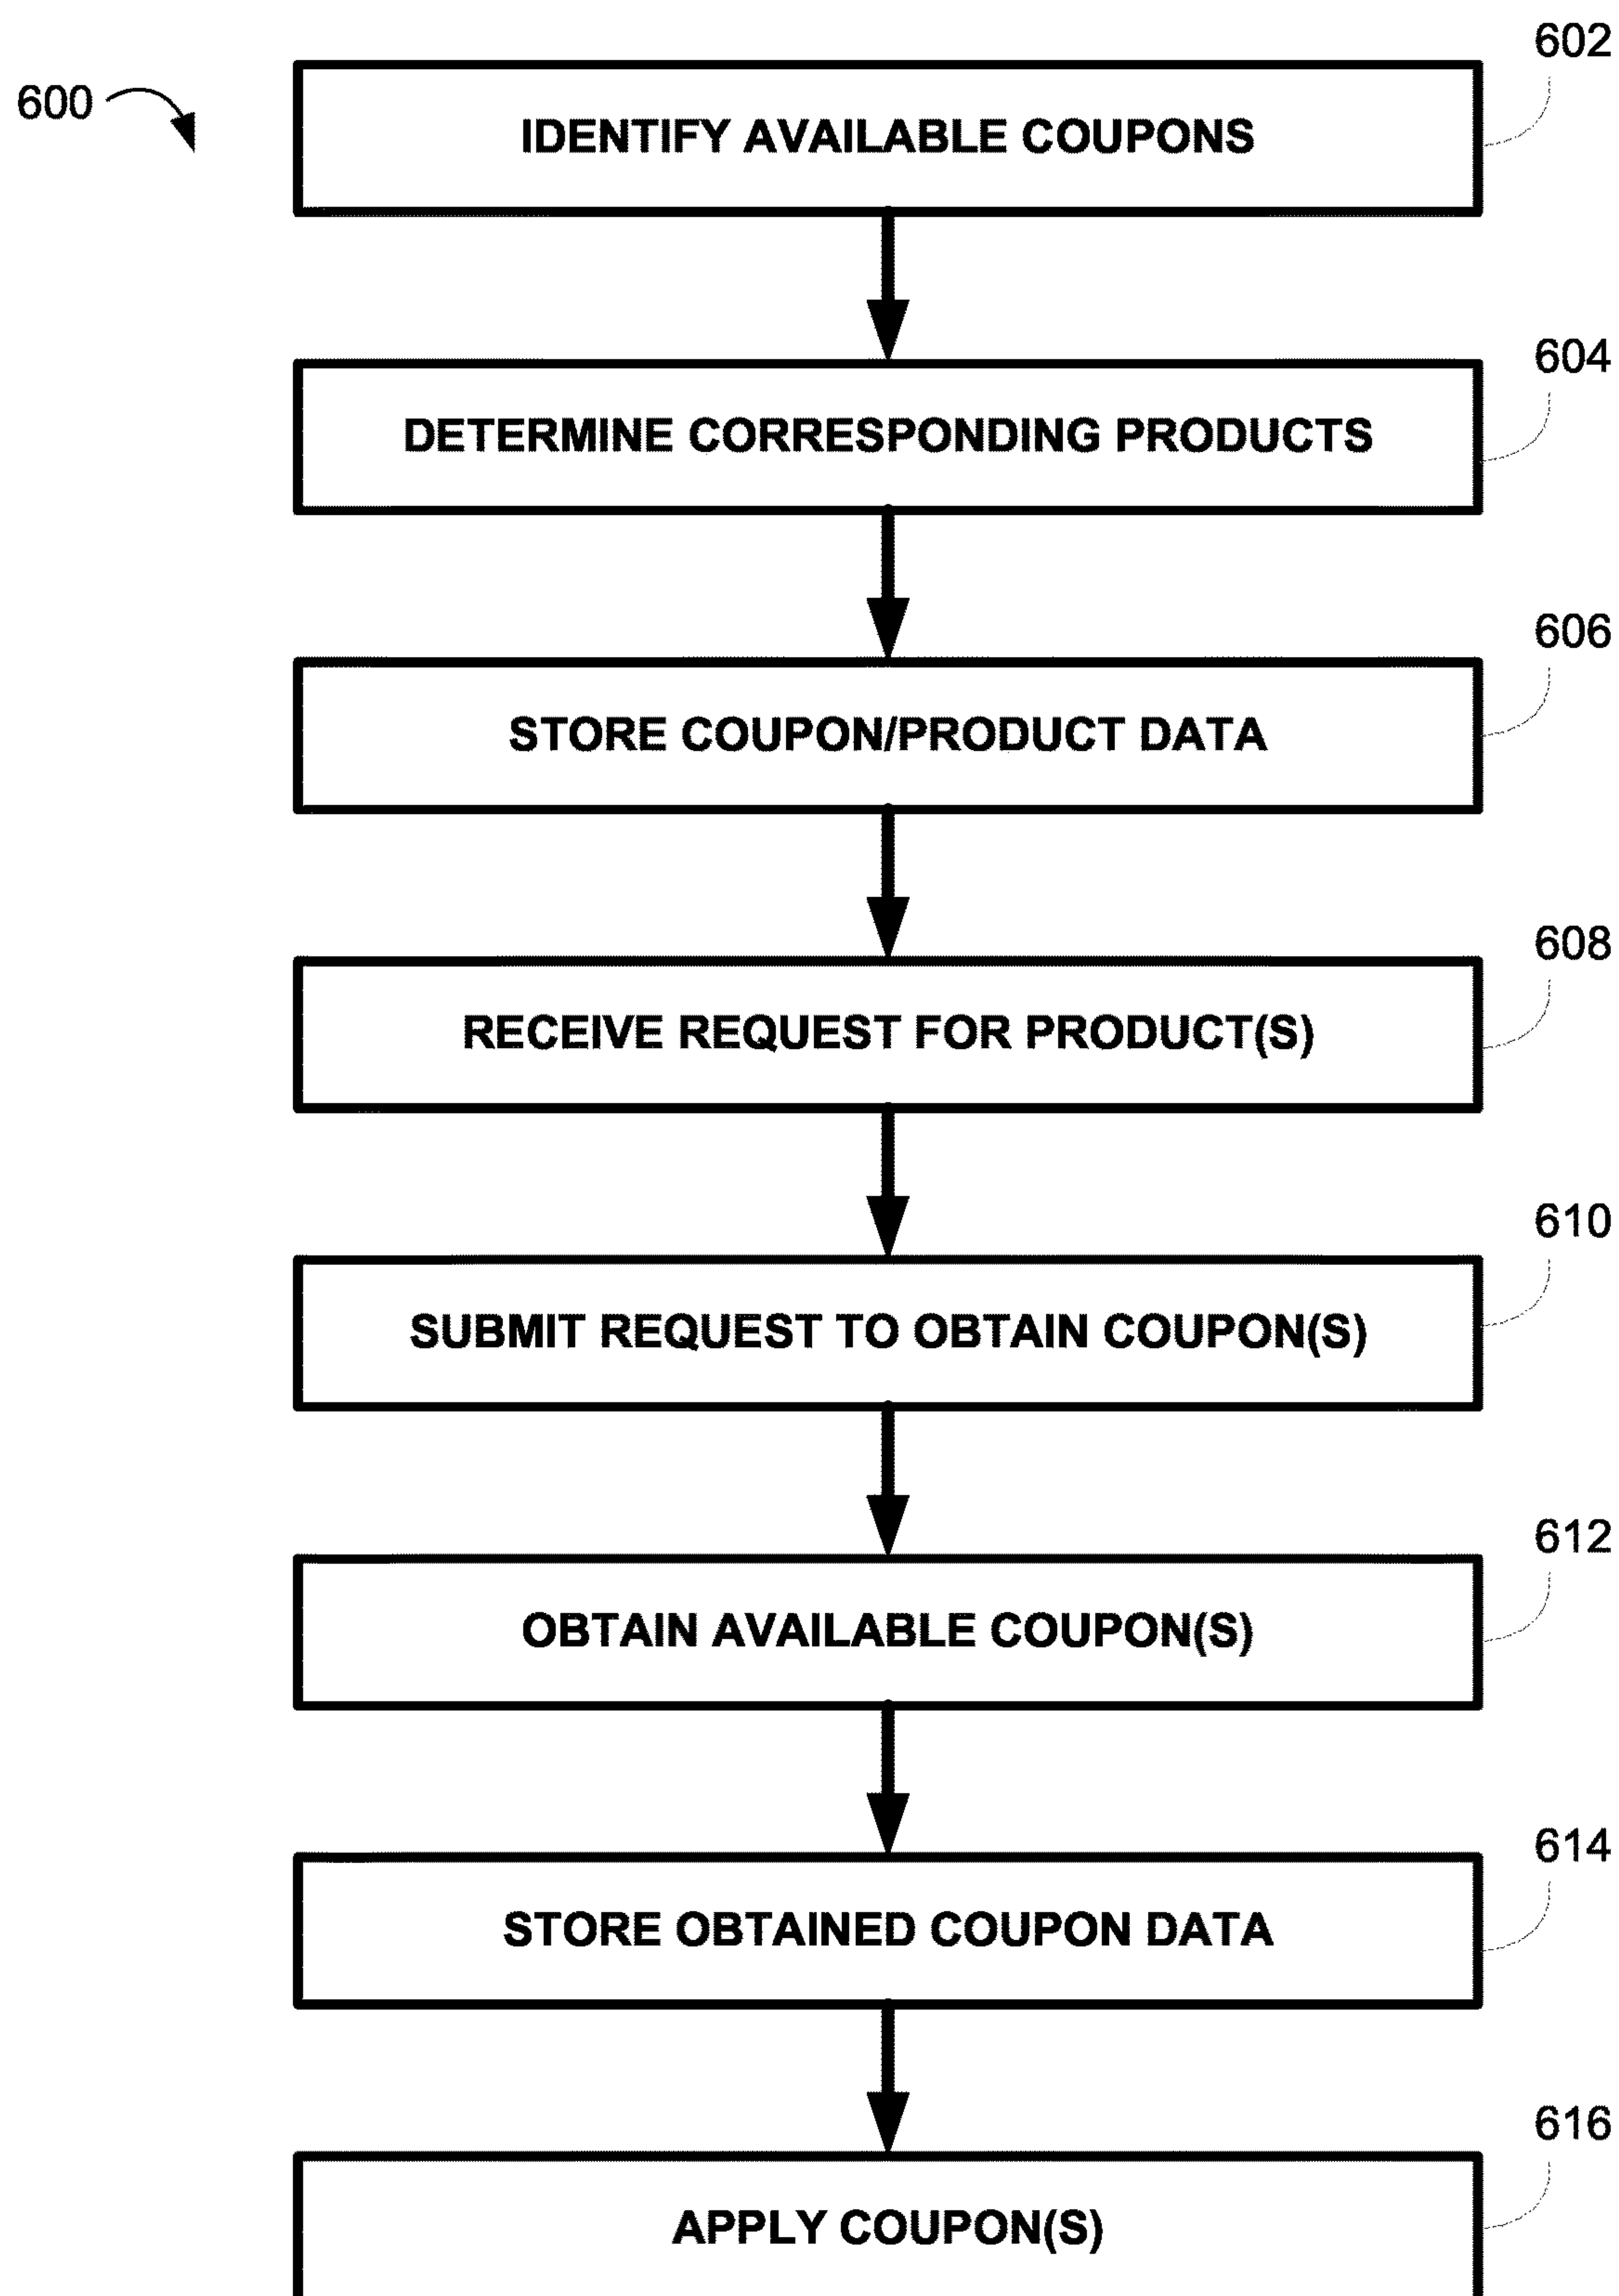 602
600
IDENTIFY AVAILABLE COUPONS
604
DETERMINE CORRESPONDING PRODUCTS
606
STORE COUPON/PRODUCT DATA
608
RECEIVE REQUEST FOR PRODUCT(S)
610
SUBMIT REQUEST TO OBTAIN COUPON(S)
612
OBTAIN AVAILABLE COUPON(S)
614
STORE OBTAINED COUPON DATA
616
APPLY COUPON(S)